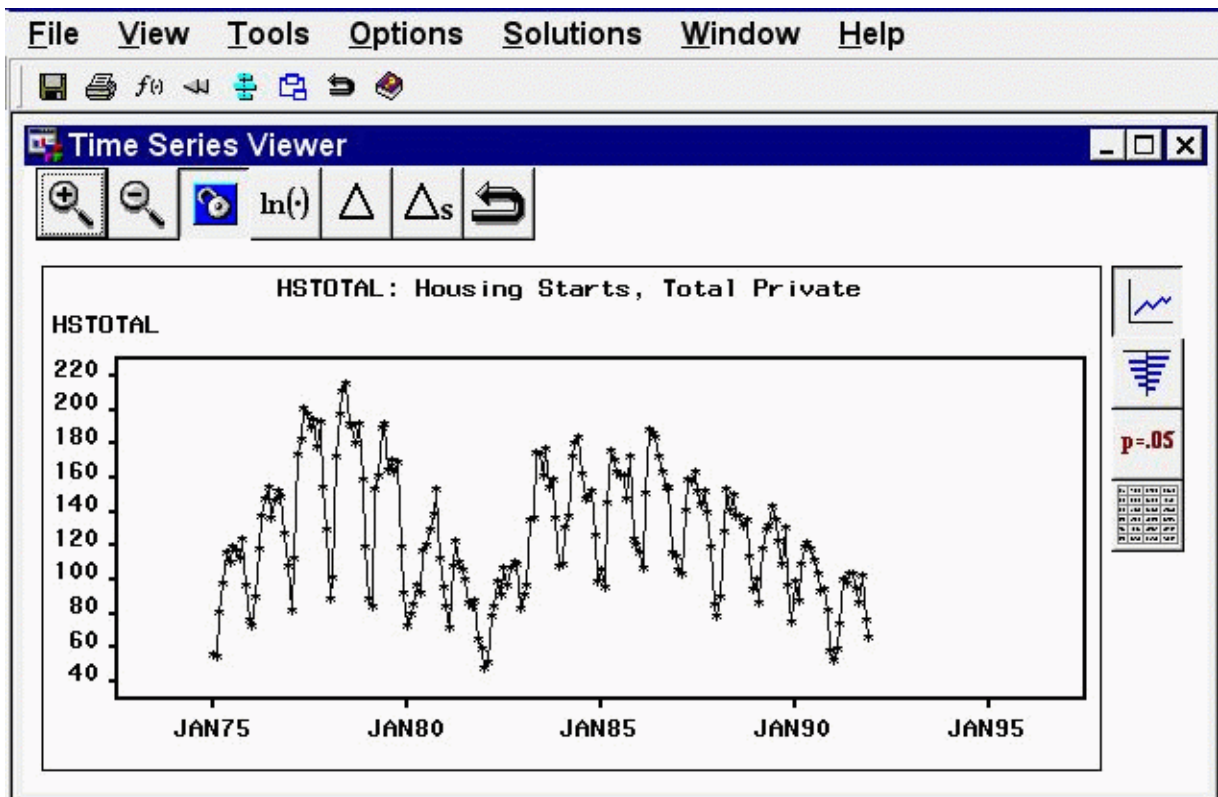 File View Tools Options Solutions Window Help
f(·)
Time Series Viewer
ln(·) Δ Δs
HSTOTAL: Housing Starts, Total Private
HSTOTAL
220
200
180
160
140
120
100
80
60
40
JAN75 JAN80 JAN85 JAN90 JAN95
p=.05